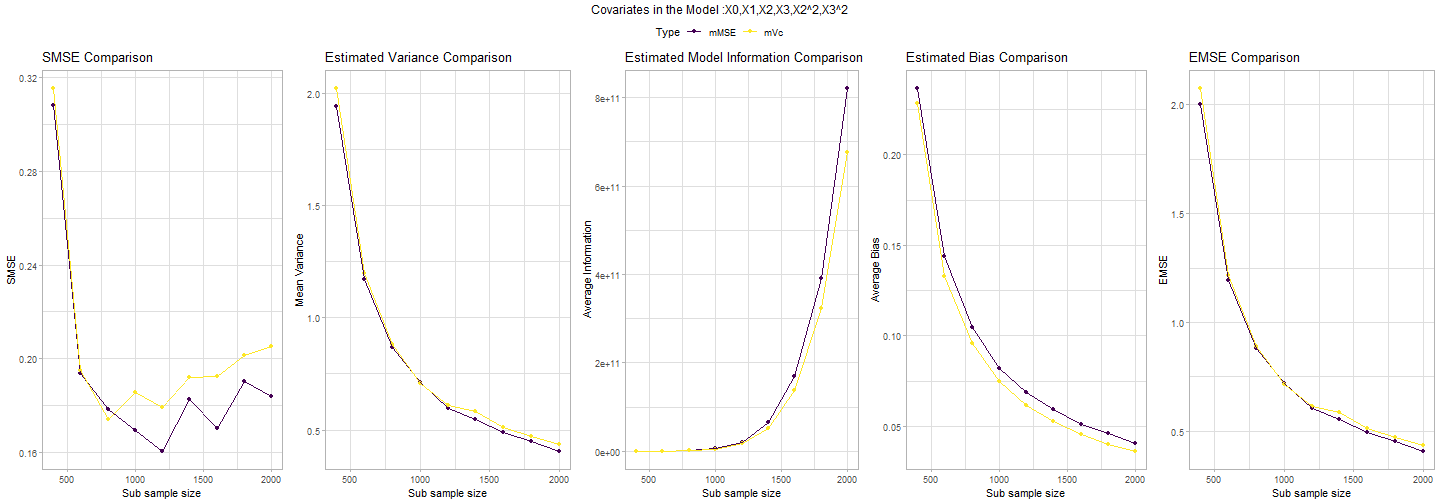 Covariates in the Model :X0,X1,X2,X3,X2^2,X3^2
Type mMSE mVc
SMSE Comparison
SMSE
0.32
0.28
0.24
0.20
0.16
500 1000 1500 2000
Sub sample size
Estimated Variance Comparison
Mean Variance
2.0
1.5
1.0
0.5
500 1000 1500 2000
Sub sample size
Estimated Model Information Comparison
Average Information
8e+11
6e+11
4e+11
2e+11
0e+00
500 1000 1500 2000
Sub sample size
Estimated Bias Comparison
Average Bias
0.20
0.15
0.10
0.05
500 1000 1500 2000
Sub sample size
EMSE Comparison
EMSE
2.0
1.5
1.0
0.5
500 1000 1500 2000
Sub sample size